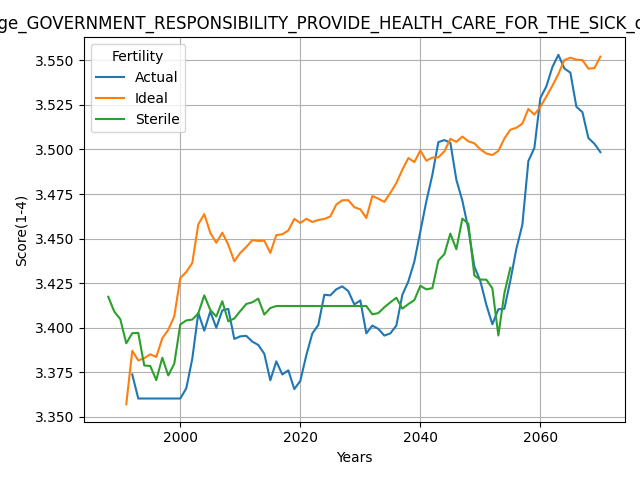 ge_GOVERNMENT_RESPONSIBILITY_PROVIDE_HEALTH_CARE_FOR_THE_SICK_
Fertility
Actual
Ideal
Sterile
3.550
3.525
3.500
3.475
3.450
3.425
3.400
3.375
3.350
Score(1-4)
2000 2020 2040 2060
Years